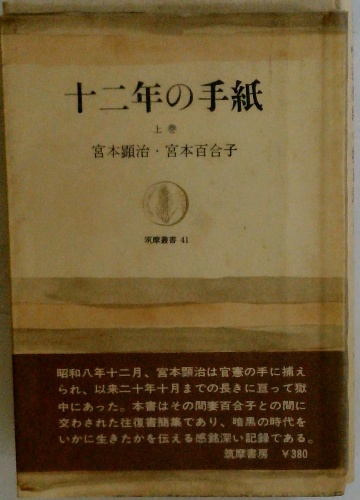 十二年の手紙
上巻
宮本顕治・宮本百合子
筑摩叢書 41
昭和八年十二月、宮本顕治は官憲の手に捕え
られ、以来二十年十月までの長きに亘って獄
中にあった。本書はその間妻百合子との間に
交わされた往復書簡集であり、暗黒の時代を
いかに生きたかを伝える感銘深い記録である。
筑摩書房 ¥380